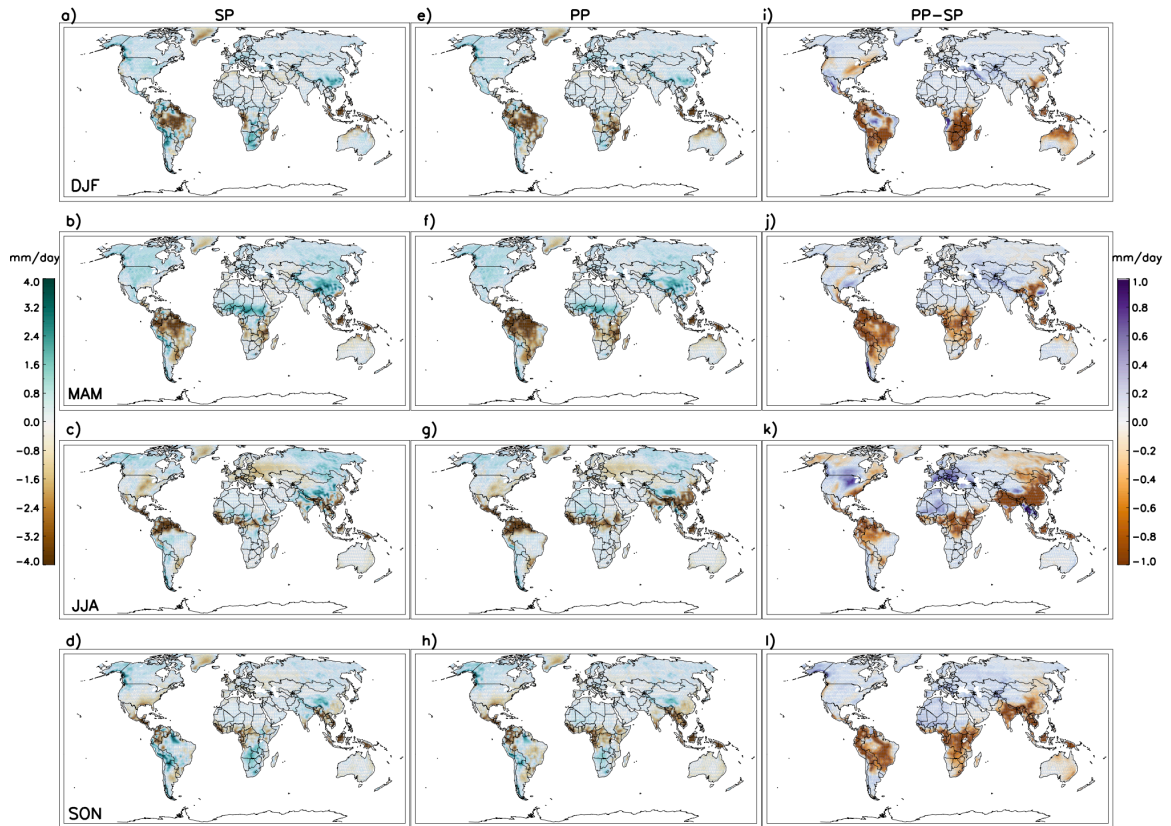 a) SP e) PP i) PP-SP
DJF
b) f) j)
mm/day mm/day
4.0 1.0
3.2 0.8
2.4 0.6
1.6 0.4
0.8 0.2
0.0 0.0
-0.8 -0.2
-1.6 -0.4
-2.4 -0.6
-3.2 -0.8
-4.0 -1.0
MAM
c) g) k)
JJA
d) h) l)
SON